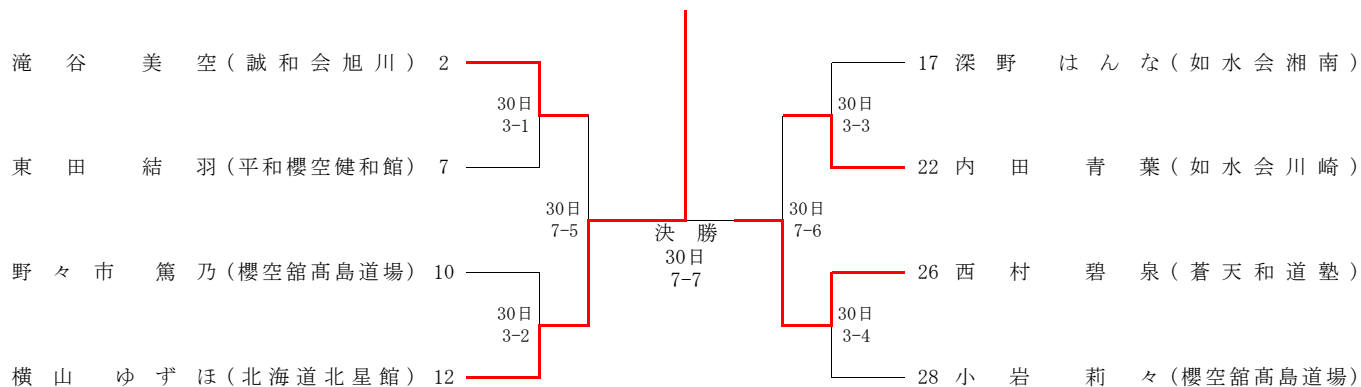 滝谷 美空(誠和会旭川) 2
30日
3-1
東田 結羽(平和櫻空健和館) 7
30日
7-5
野々市 篤乃(櫻空舘髙島道場) 10
30日
3-2
横山 ゆずほ(北海道北星館) 12
決勝
30日
7-7
17 深野 はんな(如水会湘南)
30日
3-3
22 内田 青葉(如水会川崎)
30日
7-6
26 西村 碧泉(蒼天和道塾)
30日
3-4
28 小岩 莉々(櫻空舘髙島道場)